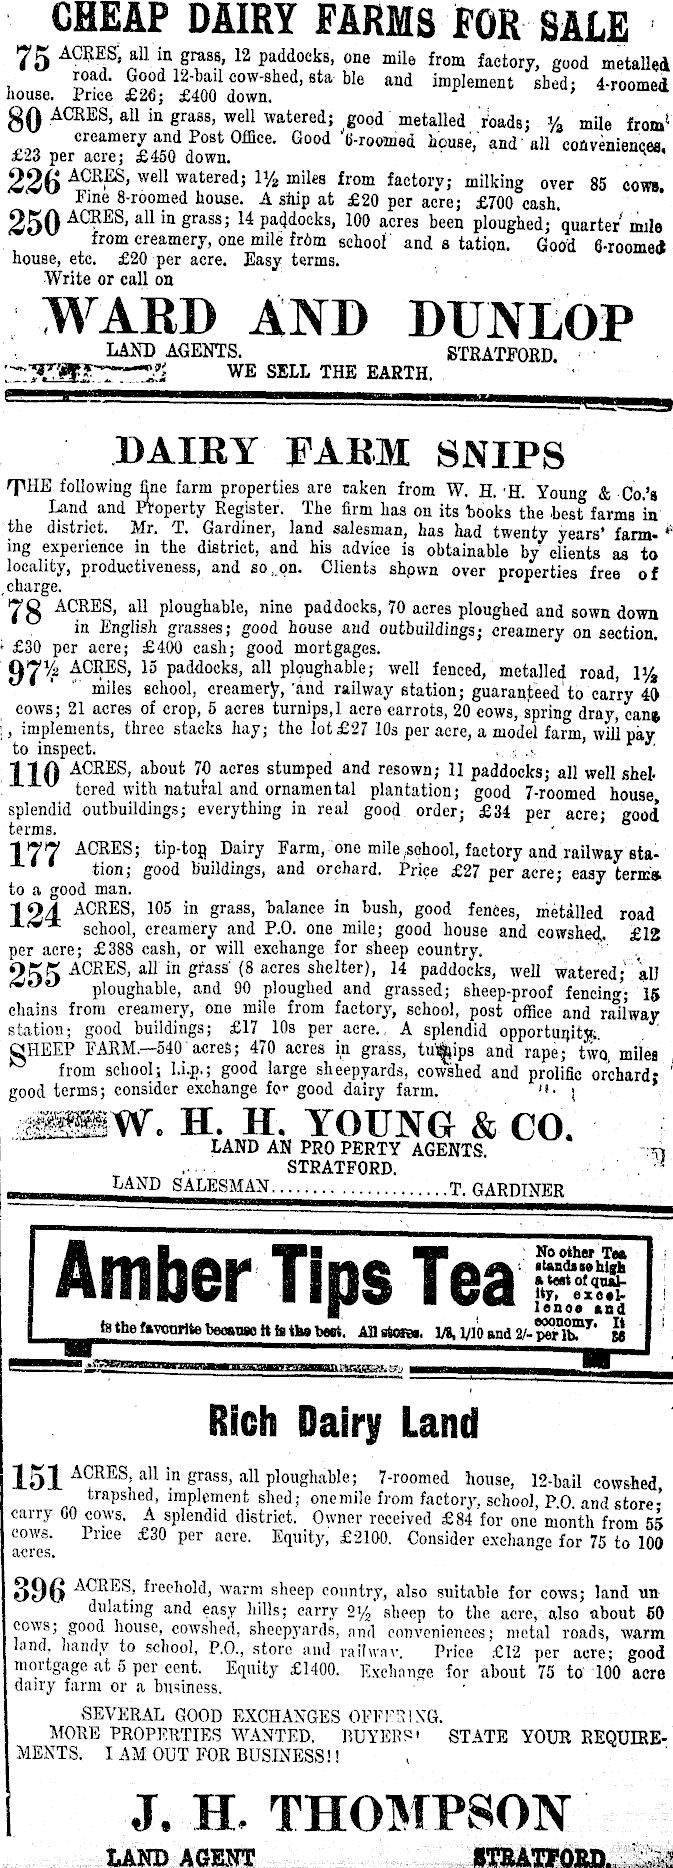 CHEAP DAIRY FARMS FOR SALE
75 ACRES, all in grass, 12 paddocks, one mile from factory, good metalled
road. Good 12-bail cow-shed, sta ble and implement shed; 4-roomed
house. Price £26; £400 down.
80 ACRES, all in grass, well watered; good metalled roads; ½ mile from
creamery and Post Office. Good 6-roomed house, and all conveniences.
£23 per acre; £450 down.
226 ACRES, well watered; 1½ miles from factory; milking over 85 cows.
Fine 8-roomed house. A snip at £20 per acre; £700 cash.
250 ACRES, all in grass; 14 paddocks, 100 acres been ploughed; quarter mile
from creamery, one mile from school and s tation. Good 6-roomed
house, etc. £20 per acre. Easy terms.
Write or call on
WARD AND DUNLOP
LAND AGENTS. STRATFORD.
WE SELL THE EARTH.
DAIRY FARM SNIPS
THE following fine farm properties are taken from W. H. H. Young & Co.'s
Land and Property Register. The firm has on its books the best farms in
the district. Mr. T. Gardiner, land salesman, has had twenty years' farm-
ing experience in the district, and his advice is obtainable by clients as to
locality, productiveness, and so on. Clients shown over properties free of
charge.
78 ACRES, all ploughable, nine paddocks, 70 acres ploughed and sown down
in English grasses; good house and outbuildings; creamery on section.
£30 per acre; £400 cash; good mortgages.
97½ ACRES, 15 paddocks, all ploughable; well fenced, metalled road, 1½
miles school, creamery, and railway station; guaranteed to carry 40
cows; 21 acres of crop, 5 acres turnips,1 acre carrots, 20 cows, spring dray, cans
, implements, three stacks hay; the lot £27 10s per acre, a model farm, will pay
to inspect.
110 ACRES, about 70 acres stumped and resown; 11 paddocks; all well shel-
tered with natural and ornamental plantation; good 7-roomed house,
splendid outbuildings; everything in real good order; £34 per acre; good
terms.
177 ACRES; tip-top Dairy Farm, one mile school, factory and railway sta-
tion; good buildings, and orchard. Price £27 per acre; easy terms
to a good man.
124 ACRES, 105 in grass, balance in bush, good fences, metalled road
school, creamery and P.O. one mile; good house and cowshed. £12
per acre; £388 cash, or will exchange for sheep country.
255 ACRES, all in grass (8 acres shelter), 14 paddocks, well watered; all
ploughable, and 90 ploughed and grassed; sheep-proof fencing; 15
chains from creamery, one mile from factory, school, post office and railway
station; good buildings; £17 10s per acre. A splendid opportunity.
SHEEP FARM.—540 acres; 470 acres in grass, turnips and rape; two miles
from school; l.i.p.; good large sheepyards, cowshed and prolific orchard;
good terms; consider exchange for good dairy farm.
W. H. H. YOUNG & CO.
LAND AN PRO PERTY AGENTS.
STRATFORD.
LAND SALESMAN.....................T. GARDINER
Amber Tips Tea
No other Tea
stands so high
a test of qual-
ity, excel-
lence and
economy. It
is the favourite because it is the best. All stores. 1/8, 1/10 and 2/- per lb. 36
Rich Dairy Land
151 ACRES, all in grass, all ploughable; 7-roomed house, 12-bail cowshed,
trapshed, implement shed; one mile from factory, school, P.O. and store;
carry 60 cows. A splendid district. Owner received £84 for one month from 55
cows. Price £30 per acre. Equity, £2100. Consider exchange for 75 to 100
acres.
396 ACRES, freehold, warm sheep country, also suitable for cows; land un
dulating and easy hills; carry 2½ sheep to the acre, also about 50
cows; good house, cowshed, sheepyards, and conveniences; metal roads, warm
land, handy to school, P.O., store and railway. Price £12 per acre; good
mortgage at 5 per cent. Equity £1400. Exchange for about 75 to 100 acre
dairy farm or a business.
SEVERAL GOOD EXCHANGES OFFERING.
MORE PROPERTIES WANTED. BUYERS' STATE YOUR REQUIRE-
MENTS. I AM OUT FOR BUSINESS!!
J. H. THOMPSON
LAND AGENT STRATFORD.